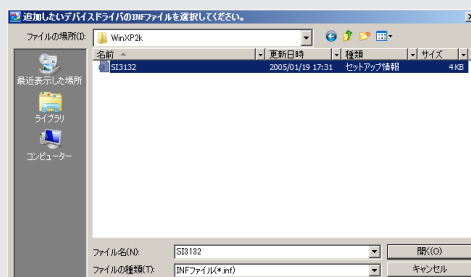 追加したいデバイスドライバのINFファイルを選択してください。
ファイルの場所(I):
WinXP2k
名前
更新日時
種類
サイズ
SI3132
2005/01/19 17:31
セットアップ情報
4 KB
最近表示した場所
ライブラリ
コンピューター
ファイル名(N):
SI3132
開く(O)
ファイルの種類(T):
INFファイル(*.inf)
キャンセル